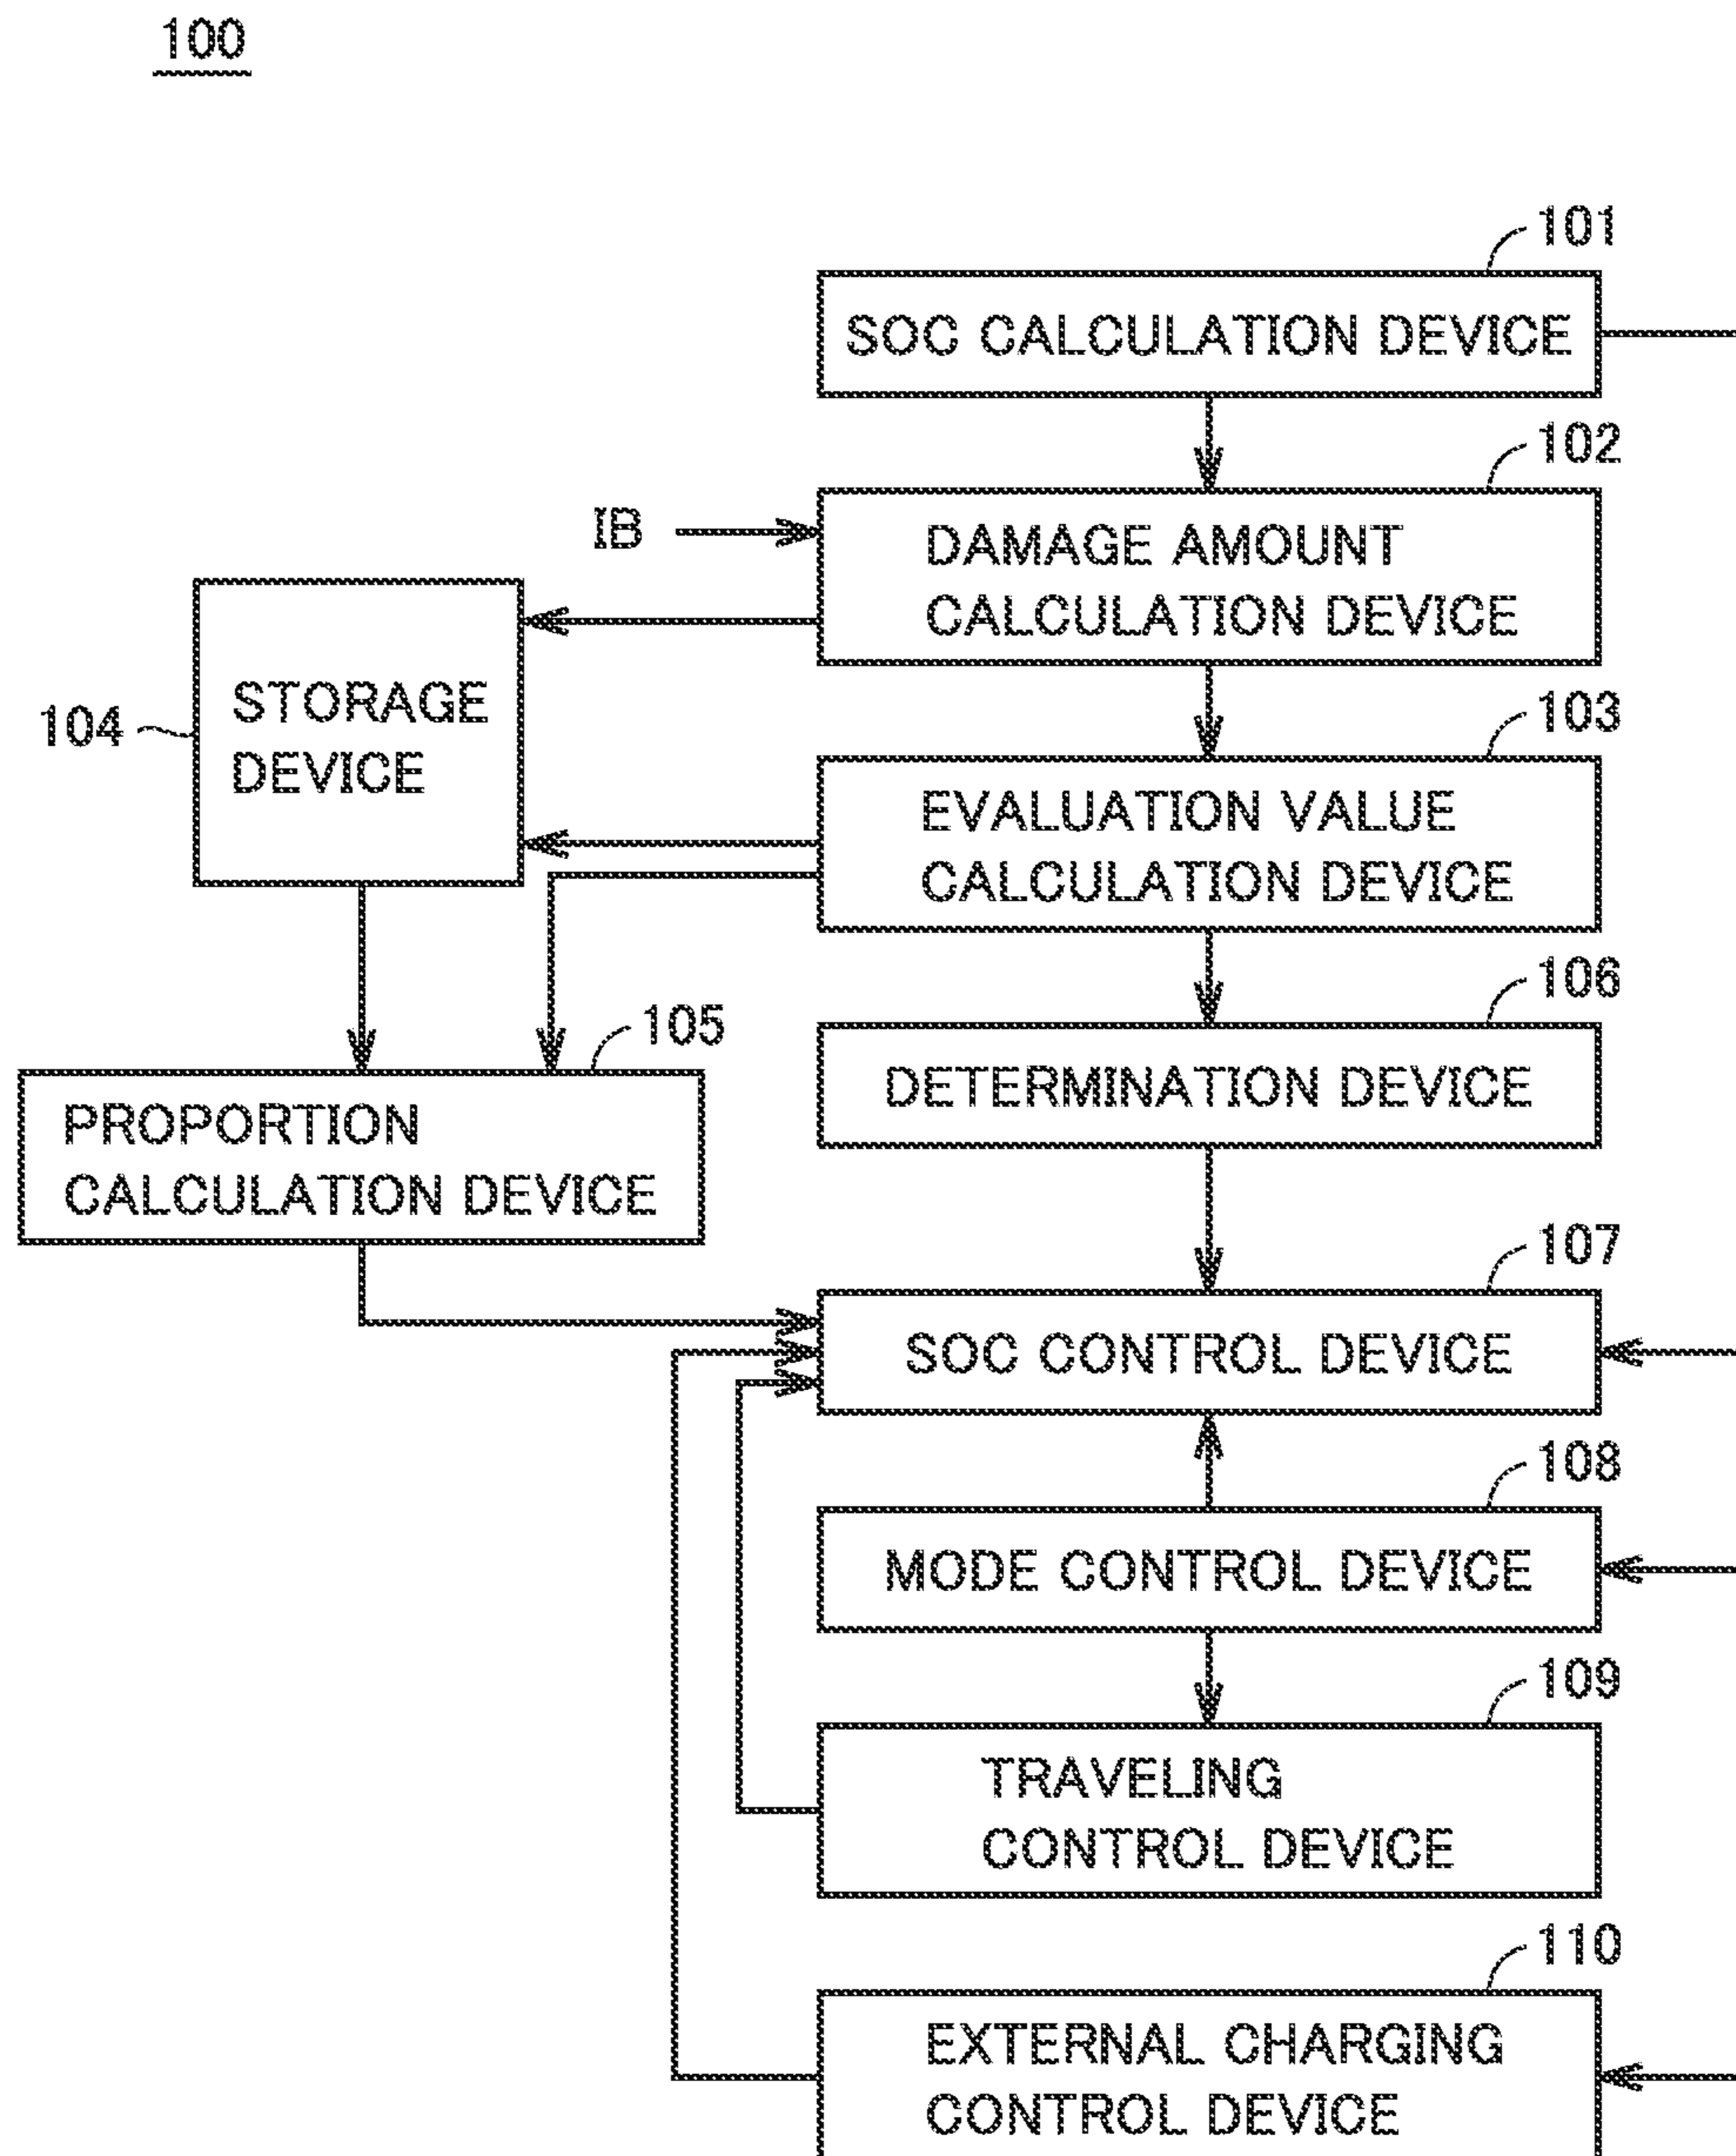 100
101
SOC CALCULATION DEVICE
102
IB
DAMAGE AMOUNT
CALCULATION DEVICE
104
STORAGE
DEVICE
103
EVALUATION VALUE
CALCULATION DEVICE
106
DETERMINATION DEVICE
105
PROPORTION
CALCULATION DEVICE
107
SOC CONTROL DEVICE
108
MODE CONTROL DEVICE
109
TRAVELING
CONTROL DEVICE
110
EXTERNAL CHARGING
CONTROL DEVICE